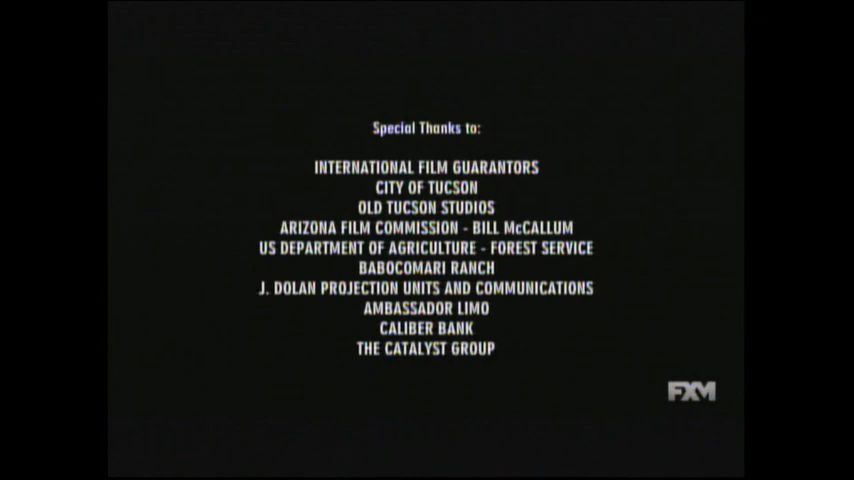 Special Thanks to:
INTERNATIONAL FILM GUARANTORS
CITY OF TUCSON
OLD TUCSON STUDIOS
ARIZONA FILM COMMISSION - BILL McCALLUM
US DEPARTMENT OF AGRICULTURE - FOREST SERVICE
BABOCOMARI RANCH
J. DOLAN PROJECTION UNITS AND COMMUNICATIONS
AMBASSADOR LIMO
CALIBER BANK
THE CATALYST GROUP
FXM